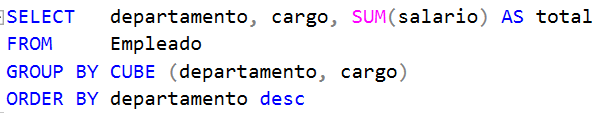 SELECT   departamento, cargo, SUM(salario) AS total
FROM     Empleado
GROUP BY CUBE (departamento, cargo)
ORDER BY departamento desc